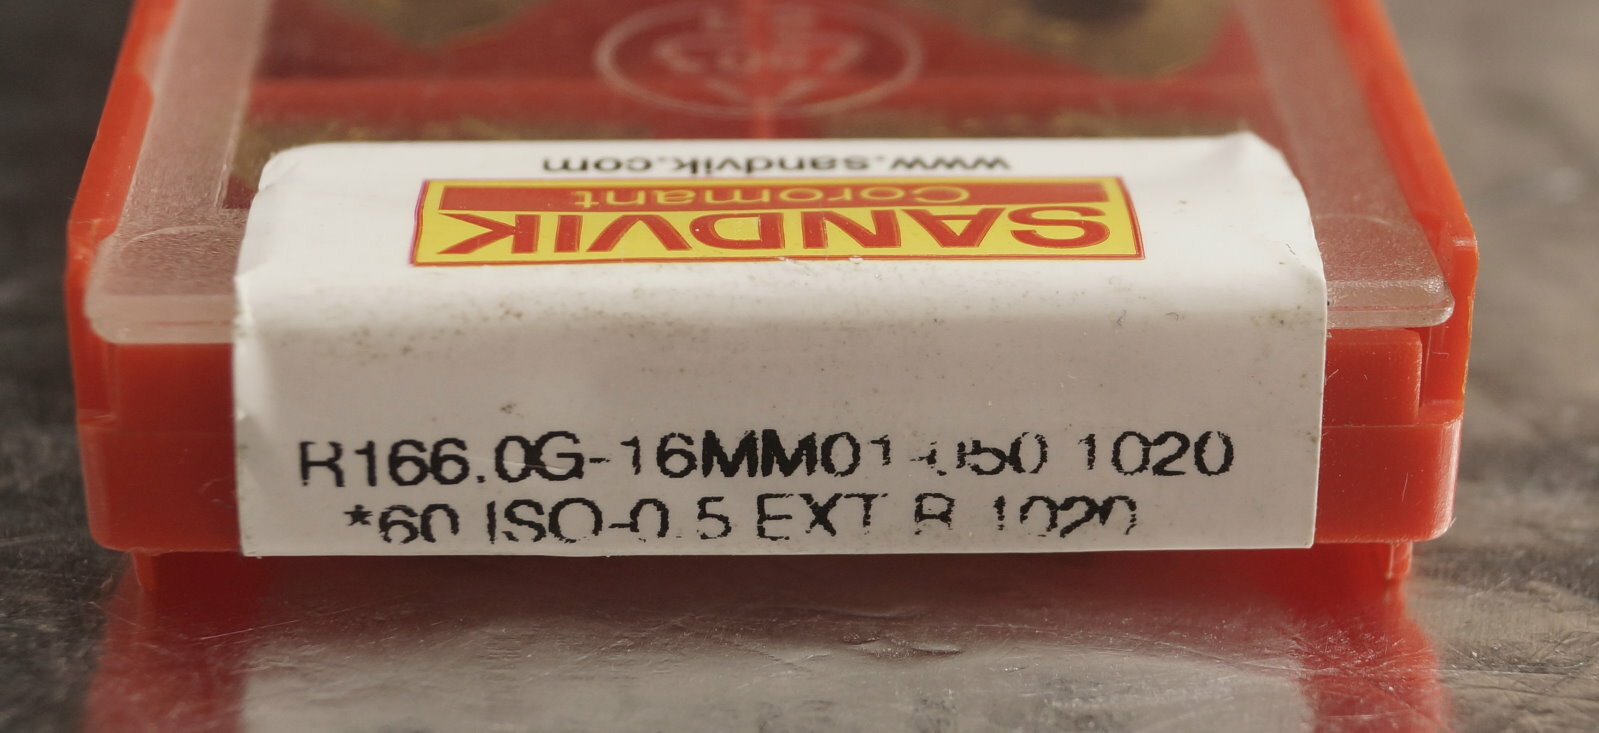 www.sandvik.com
Coromant
SANDVIK
R166.0G-16MM01-050 1020
*60 ISO-0.5 EXT R 1020